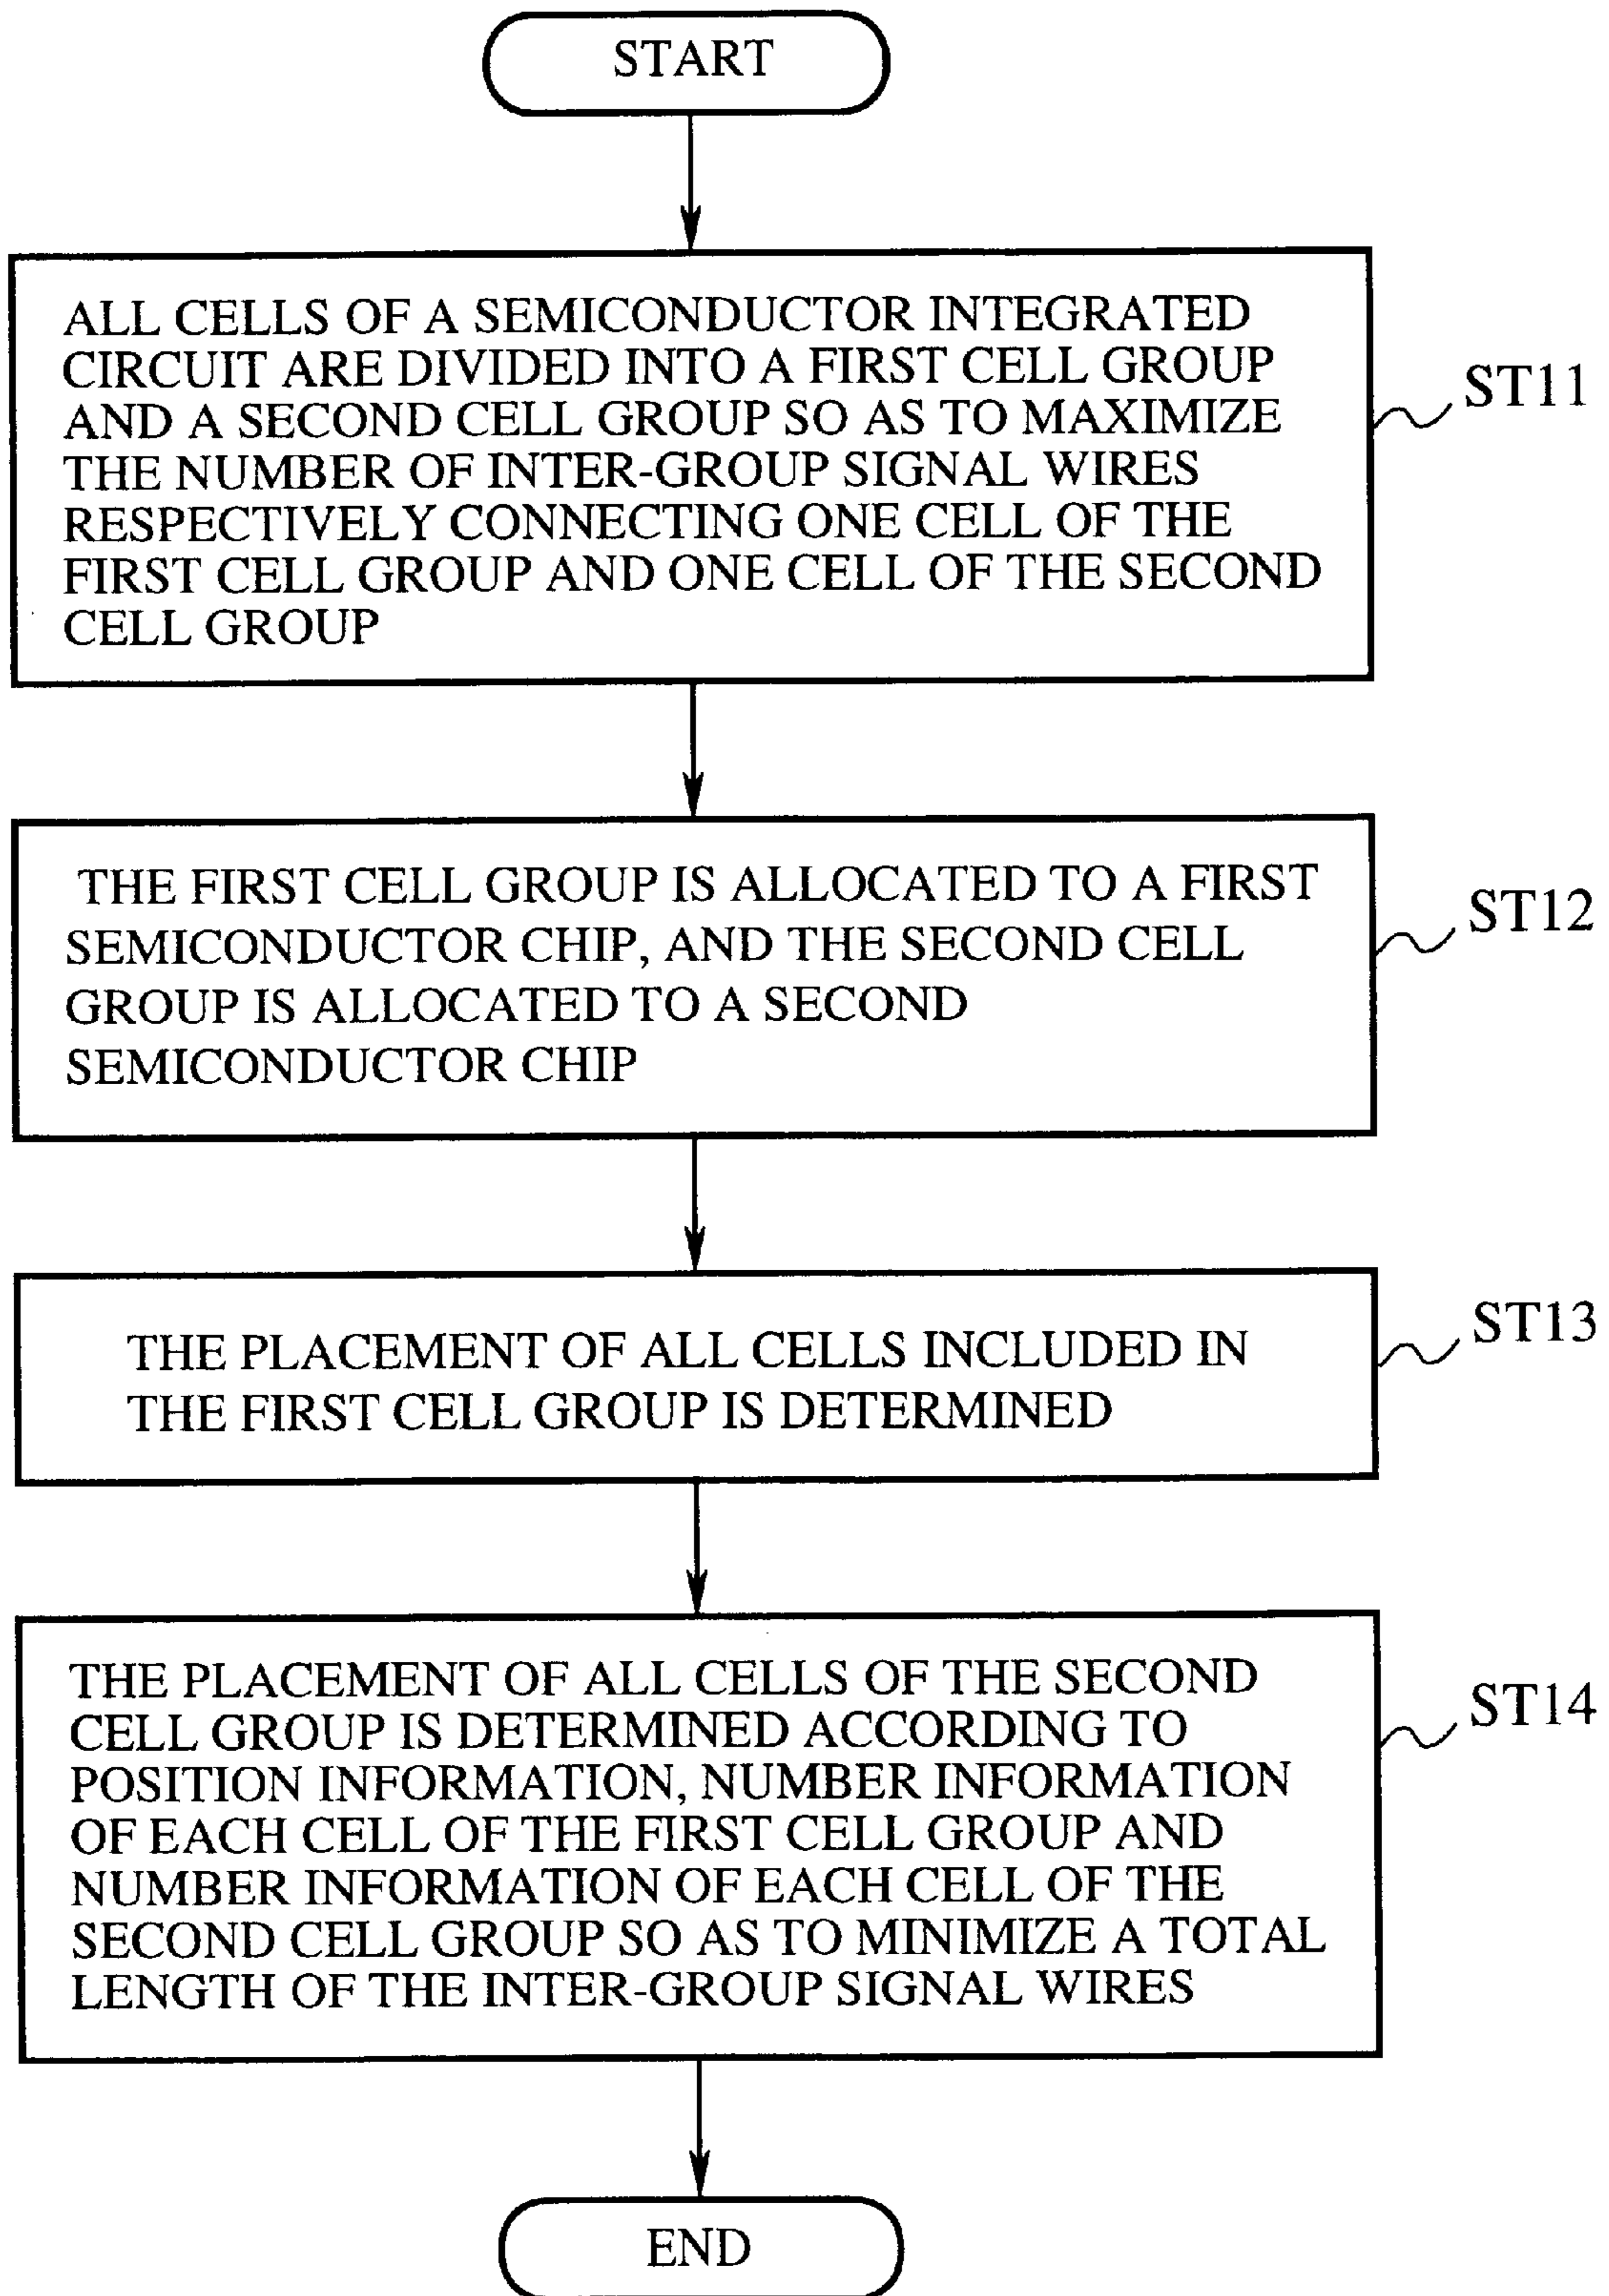 START
ALL CELLS OF A SEMICONDUCTOR INTEGRATED
CIRCUIT ARE DIVIDED INTO A FIRST CELL GROUP
AND A SECOND CELL GROUP SO AS TO MAXIMIZE
THE NUMBER OF INTER-GROUP SIGNAL WIRES
RESPECTIVELY CONNECTING ONE CELL OF THE
FIRST CELL GROUP AND ONE CELL OF THE SECOND
CELL GROUP
ST11
THE FIRST CELL GROUP IS ALLOCATED TO A FIRST
SEMICONDUCTOR CHIP, AND THE SECOND CELL
GROUP IS ALLOCATED TO A SECOND
SEMICONDUCTOR CHIP
ST12
THE PLACEMENT OF ALL CELLS INCLUDED IN
THE FIRST CELL GROUP IS DETERMINED
ST13
THE PLACEMENT OF ALL CELLS OF THE SECOND
CELL GROUP IS DETERMINED ACCORDING TO
POSITION INFORMATION, NUMBER INFORMATION
OF EACH CELL OF THE FIRST CELL GROUP AND
NUMBER INFORMATION OF EACH CELL OF THE
SECOND CELL GROUP SO AS TO MINIMIZE A TOTAL
LENGTH OF THE INTER-GROUP SIGNAL WIRES
ST14
END